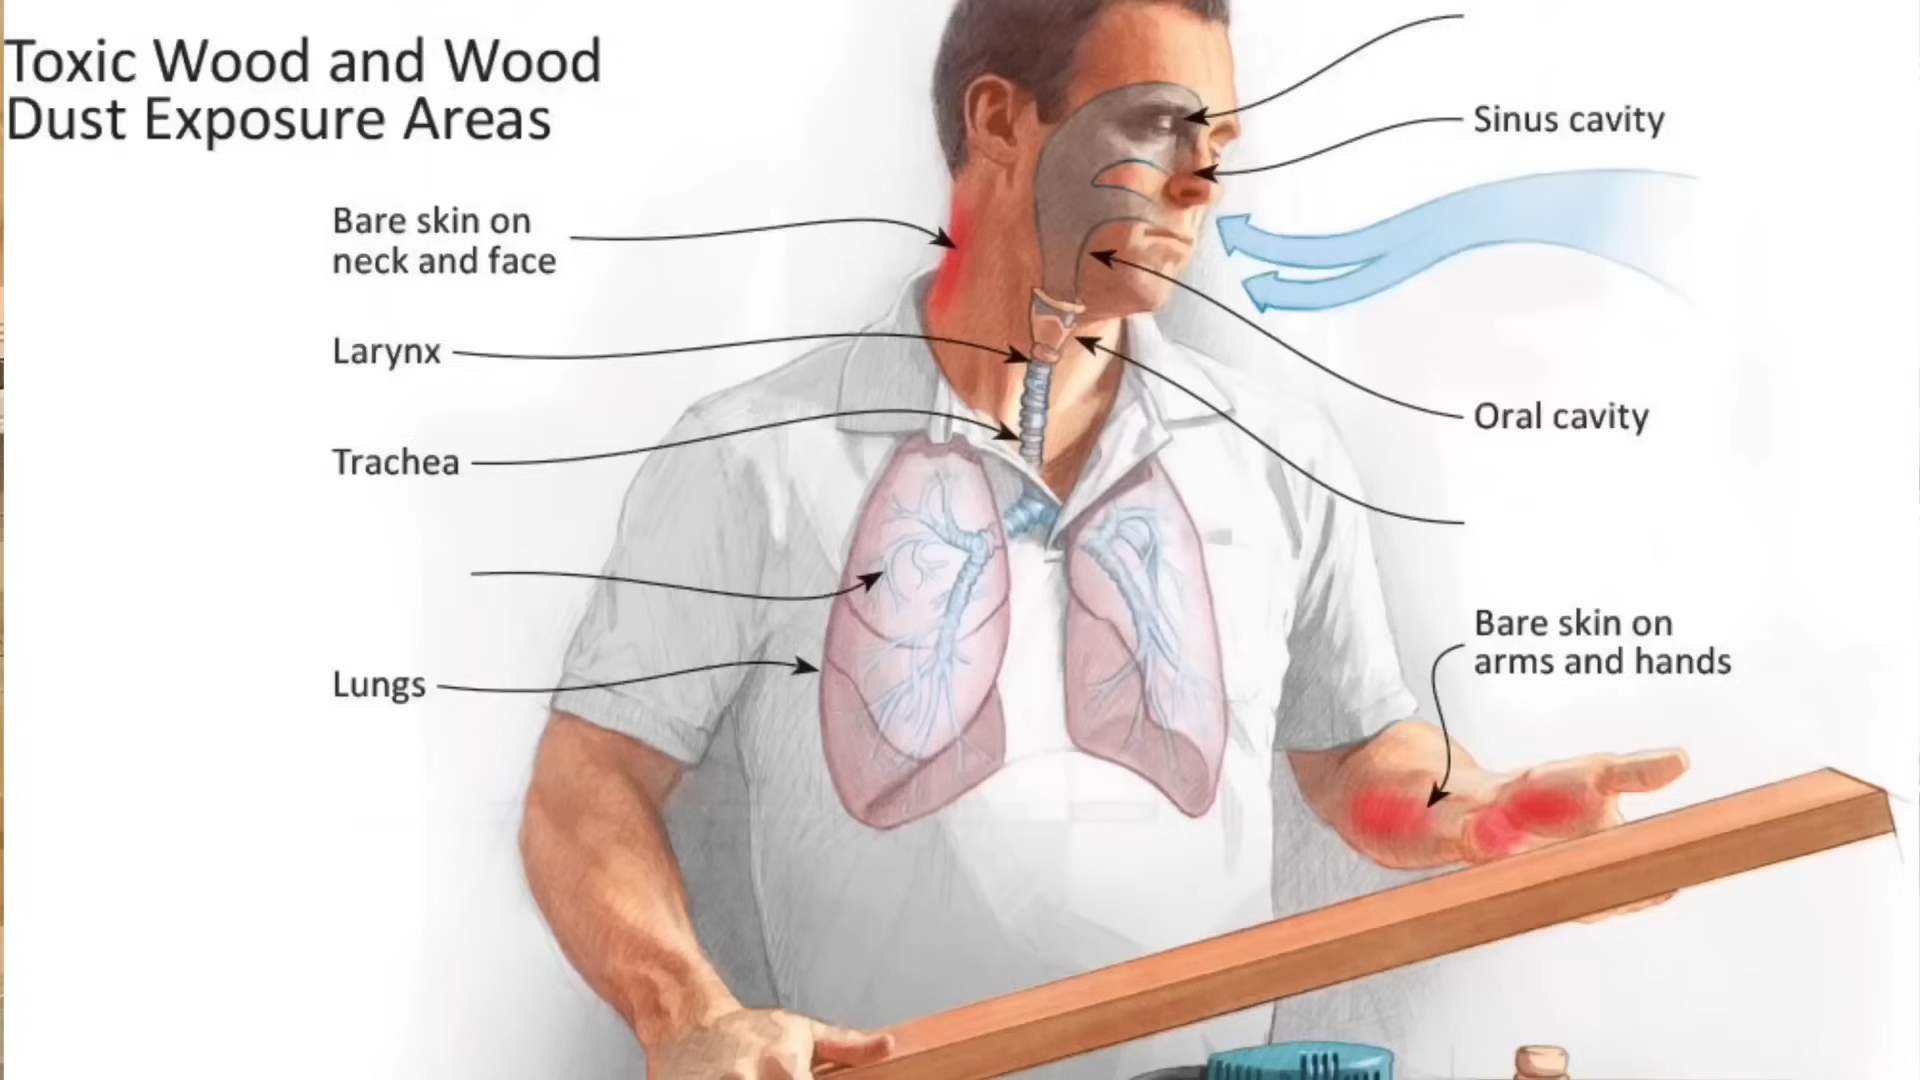 Toxic Wood and Wood
Dust Exposure Areas
Sinus cavity
Bare skin on
neck and face
Larynx
Oral cavity
Trachea
Bare skin on
arms and hands
Lungs